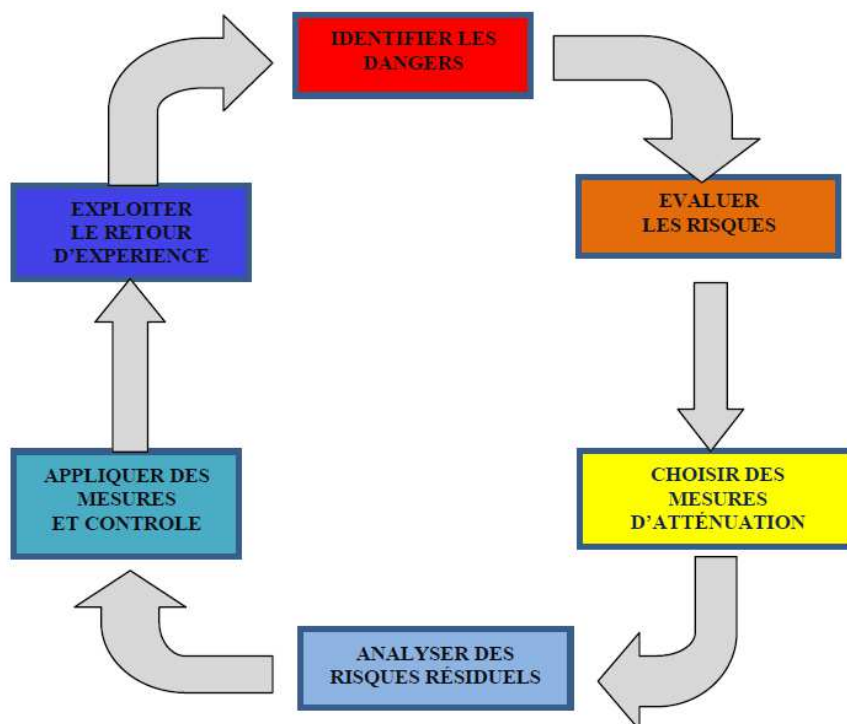 IDENTIFIER LES
DANGERS
EVALUER
LES RISQUES
CHOISIR DES
MESURES
D’ATTÉNUATION
ANALYSER DES
RISQUES RÉSIDUELS
APPLIQUER DES
MESURES
ET CONTROLE
EXPLOITER
LE RETOUR
D’EXPERIENCE